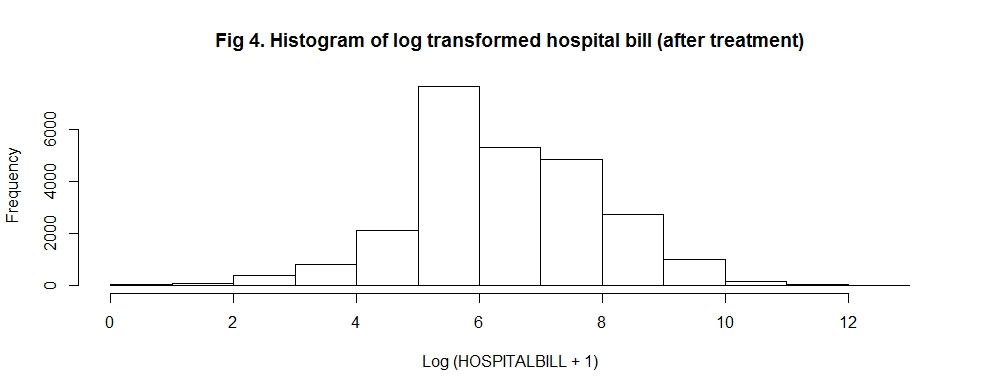 Fig 4. Histogram of log transformed hospital bill (after treatment)
Frequency
6000
4000
2000
0
0 2 4 6 8 10 12
Log (HOSPITALBILL + 1)